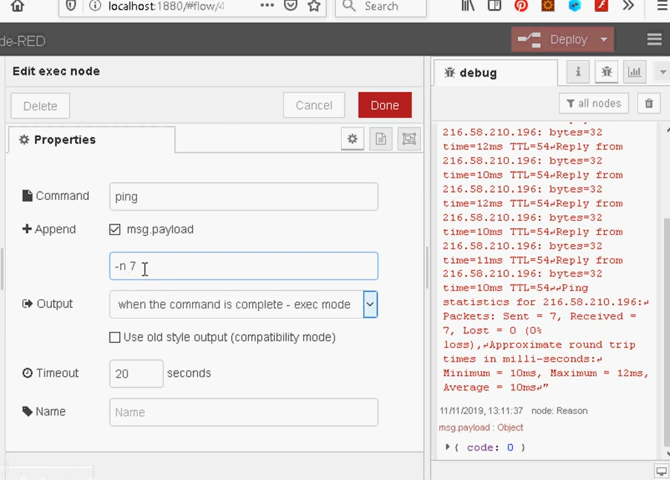 localhost:1880/#flow/4
Search
de-RED
Deploy
Edit exec node
Delete
Cancel
Done
Properties
Command
ping
Append
msg.payload
-n 7
Output
when the command is complete - exec mode
Use old style output (compatibility mode)
Timeout
20
seconds
Name
Name
debug
i
all nodes
216.58.210.196: bytes=32
time=12ms TTL=54↵Reply from
216.58.210.196: bytes=32
time=10ms TTL=54↵Reply from
216.58.210.196: bytes=32
time=12ms TTL=54↵Reply from
216.58.210.196: bytes=32
time=10ms TTL=54↵Reply from
216.58.210.196: bytes=32
time=11ms TTL=54↵Reply from
216.58.210.196: bytes=32
time=10ms TTL=54↵↵Ping
statistics for 216.58.210.196:↵
Packets: Sent = 7, Received =
7, Lost = 0 (0%
loss),↵Approximate round trip
times in milli-seconds:↵
Minimum = 10ms, Maximum = 12ms,
Average = 10ms↵"
11/11/2019, 13:11:37 node: Reason
msg.payload : Object
{ code: 0 }